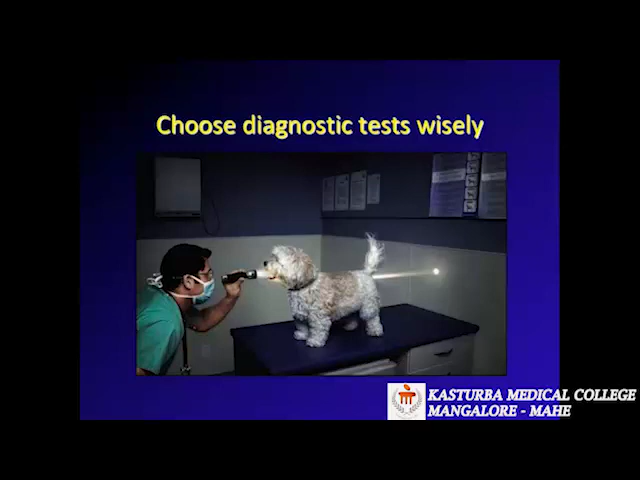 Choose diagnostic tests wisely
KASTURBA MEDICAL COLLEGE
MANGALORE - MAHE